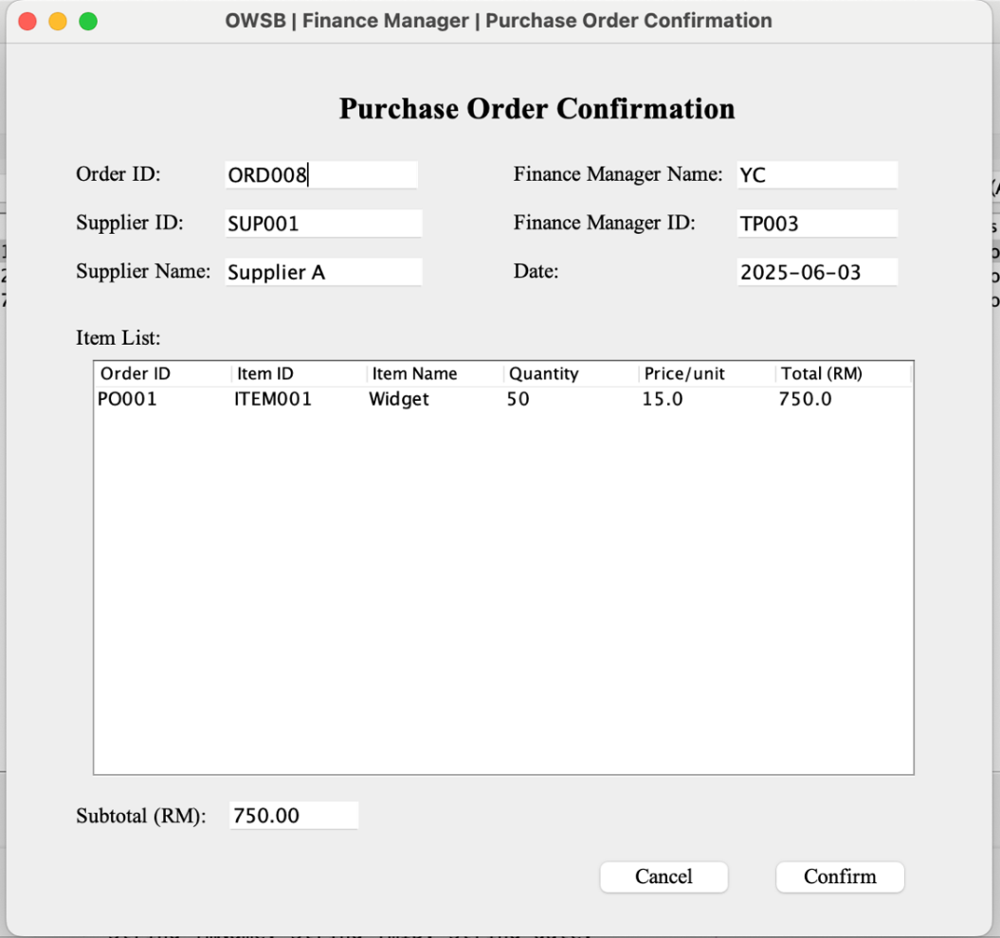 OWSB | Finance Manager | Purchase Order Confirmation
Purchase Order Confirmation
Order ID: ORD008 Finance Manager Name: YC
Supplier ID: SUP001 Finance Manager ID: TP003
Supplier Name: Supplier A Date: 2025-06-03
Item List:
Order ID Item ID Item Name Quantity Price/unit Total (RM)
PO001 ITEM001 Widget 50 15.0 750.0
Subtotal (RM): 750.00
Cancel Confirm